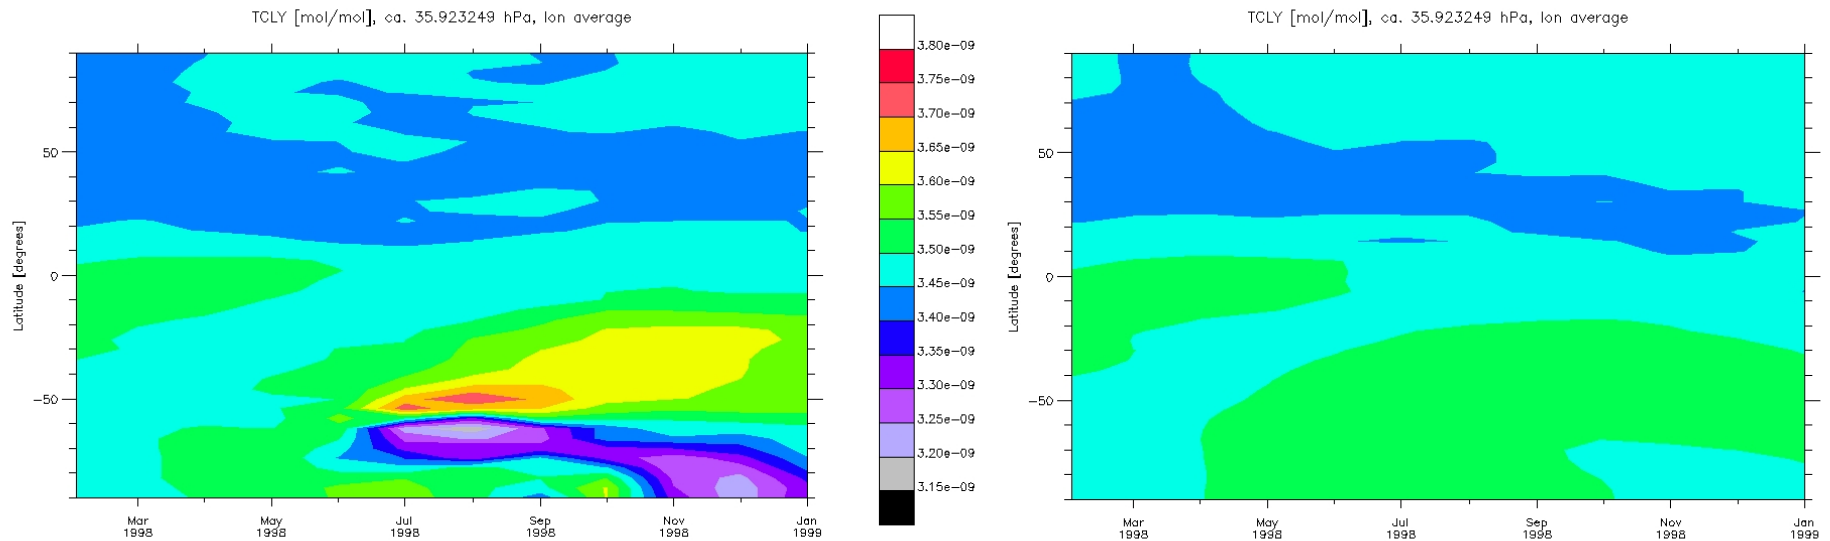 TCLY [mol/mol], ca. 35.923249 hPa, lon average
Latitude [degrees]
50
0
−50
Mar
1998
May
1998
Jul
1998
Sep
1998
Nov
1998
Jan
1999
3.80e−09
3.75e−09
3.70e−09
3.65e−09
3.60e−09
3.55e−09
3.50e−09
3.45e−09
3.40e−09
3.35e−09
3.30e−09
3.25e−09
3.20e−09
3.15e−09
TCLY [mol/mol], ca. 35.923249 hPa, lon average
Latitude [degrees]
50
0
−50
Mar
1998
May
1998
Jul
1998
Sep
1998
Nov
1998
Jan
1999